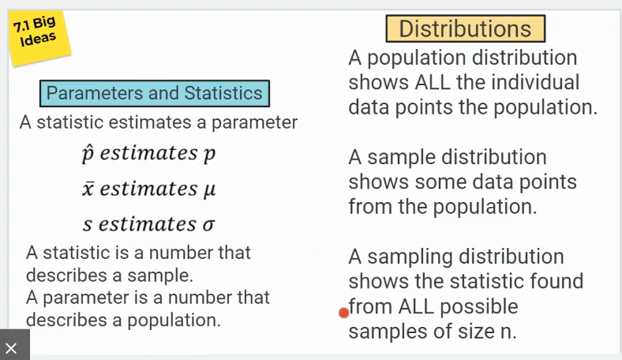 7.1 Big
Ideas
Parameters and Statistics
A statistic estimates a parameter
p̂ estimates p
x̄ estimates μ
s estimates σ
A statistic is a number that
describes a sample.
A parameter is a number that
describes a population.
Distributions
A population distribution
shows ALL the individual
data points the population.
A sample distribution
shows some data points
from the population.
A sampling distribution
shows the statistic found
from ALL possible
samples of size n.